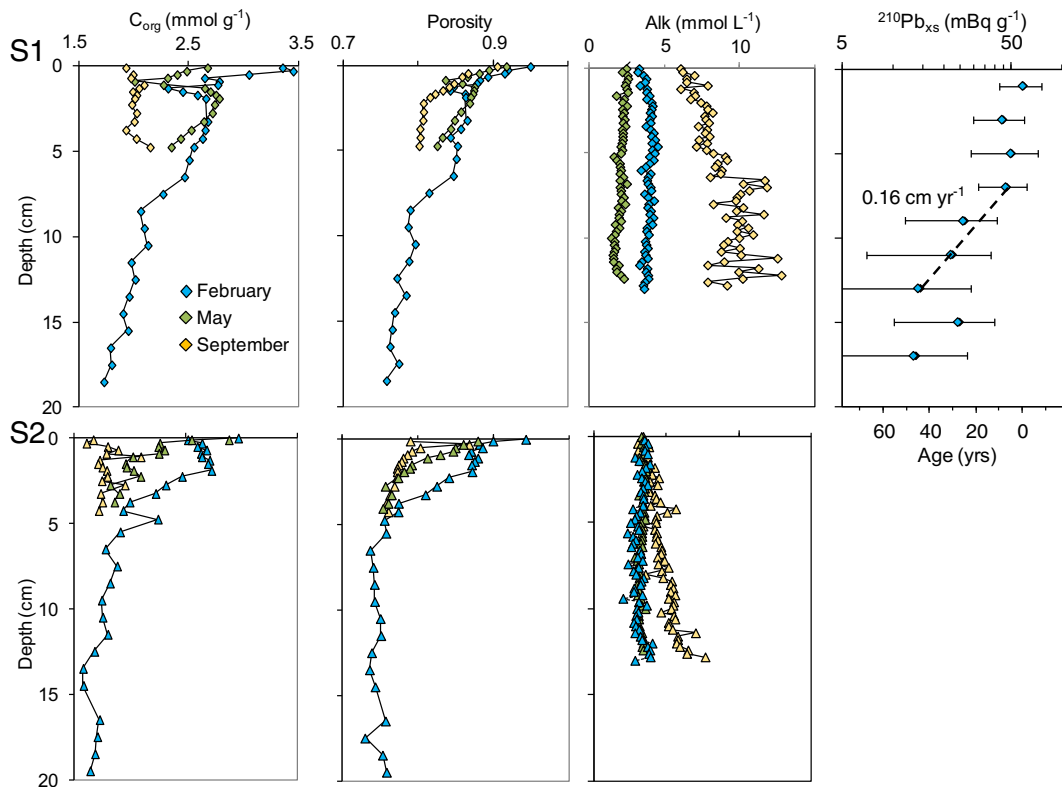 C_org (mmol g⁻¹)
Porosity
Alk (mmol L⁻¹)
²¹⁰Pb_xs (mBq g⁻¹)
S1
1.5 2.5 3.5 4.5
0.7 0.9
0 5 10
5 50
0
5
10
15
20
Depth (cm)
February
May
September
0.16 cm yr⁻¹
60 40 20 0
Age (yrs)
S2
0
5
10
15
20
Depth (cm)